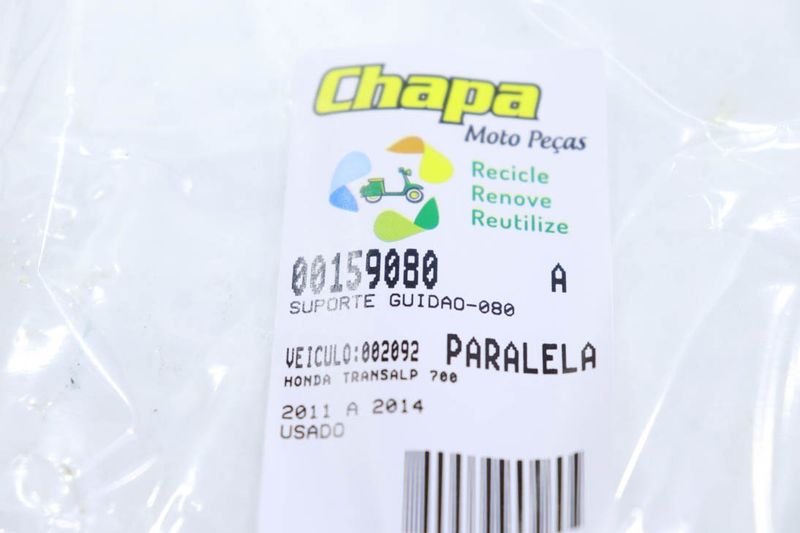 Chapa
Moto Peças
Recicle
Renove
Reutilize
00159080 A
SUPORTE GUIDAO-080
VEICULO:002092 PARALELA
HONDA TRANSALP 700
2011 A 2014
USADO